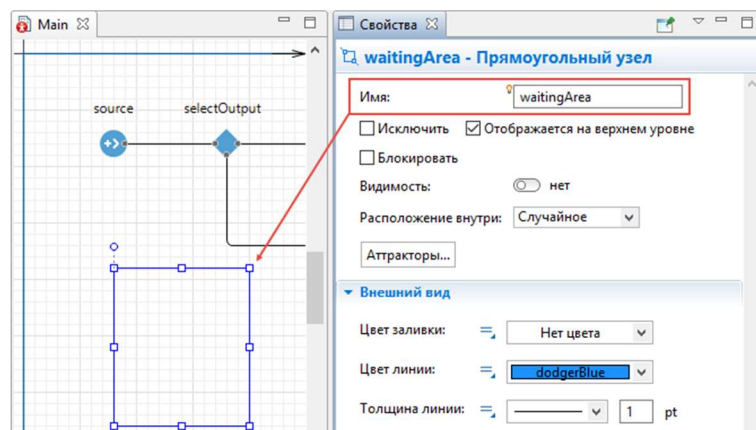 Main
source
selectOutput
Свойства
waitingArea - Прямоугольный узел
Имя: waitingArea
Исключить Отображается на верхнем уровне
Блокировать
Видимость: нет
Расположение внутри: Случайное
Аттракторы...
Внешний вид
Цвет заливки: Нет цвета
Цвет линии: dodgerBlue
Толщина линии: 1 pt